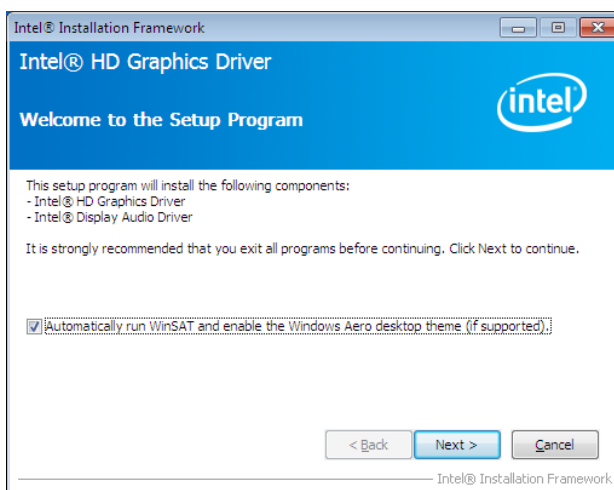 Intel® Installation Framework
Intel® HD Graphics Driver
intel®
Welcome to the Setup Program
This setup program will install the following components:
- Intel® HD Graphics Driver
- Intel® Display Audio Driver
It is strongly recommended that you exit all programs before continuing. Click Next to continue.
Automatically run WinSAT and enable the Windows Aero desktop theme (if supported).
< Back Next > Cancel
Intel® Installation Framework